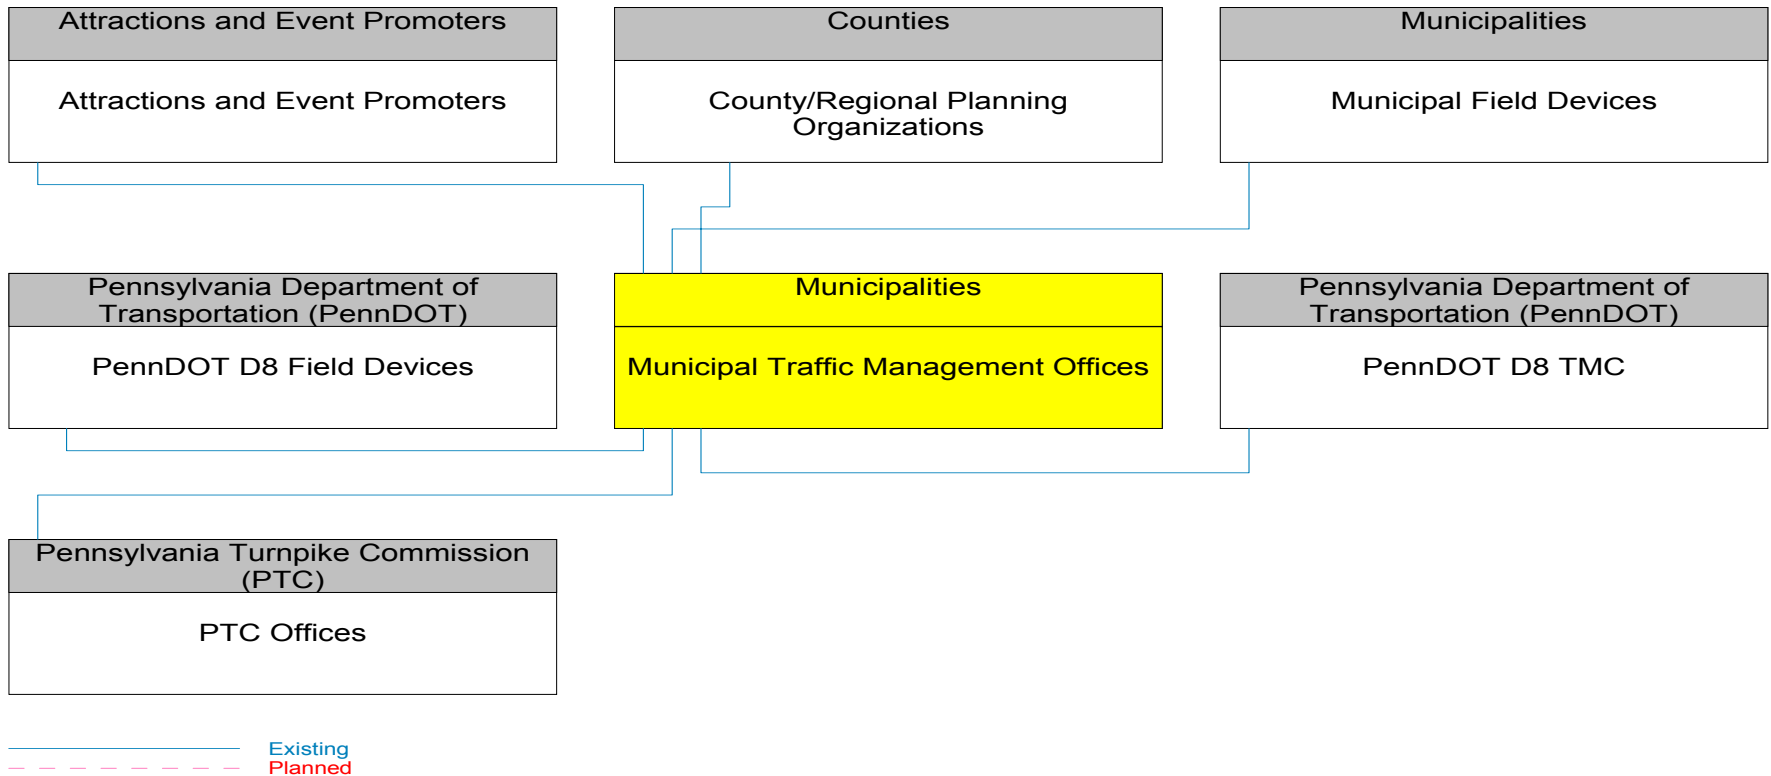 Attractions and Event Promoters
Attractions and Event Promoters
Counties
County/Regional Planning
Organizations
Municipalities
Municipal Field Devices
Pennsylvania Department of
Transportation (PennDOT)
PennDOT D8 Field Devices
Municipalities
Municipal Traffic Management Offices
Pennsylvania Department of
Transportation (PennDOT)
PennDOT D8 TMC
Pennsylvania Turnpike Commission
(PTC)
PTC Offices
Existing
Planned